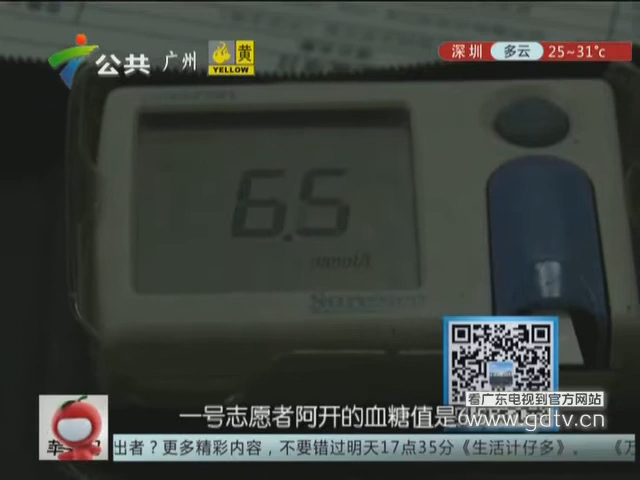 公共 广州 黄
YELLOW
深圳 多云 25~31℃
6.5
mmol/l
看广东电视到官方网站
www.gdtv.cn
一号志愿者阿开的血糖值是6
出者？更多精彩内容，不要错过明天17点35分《生活计仔多》。 《万